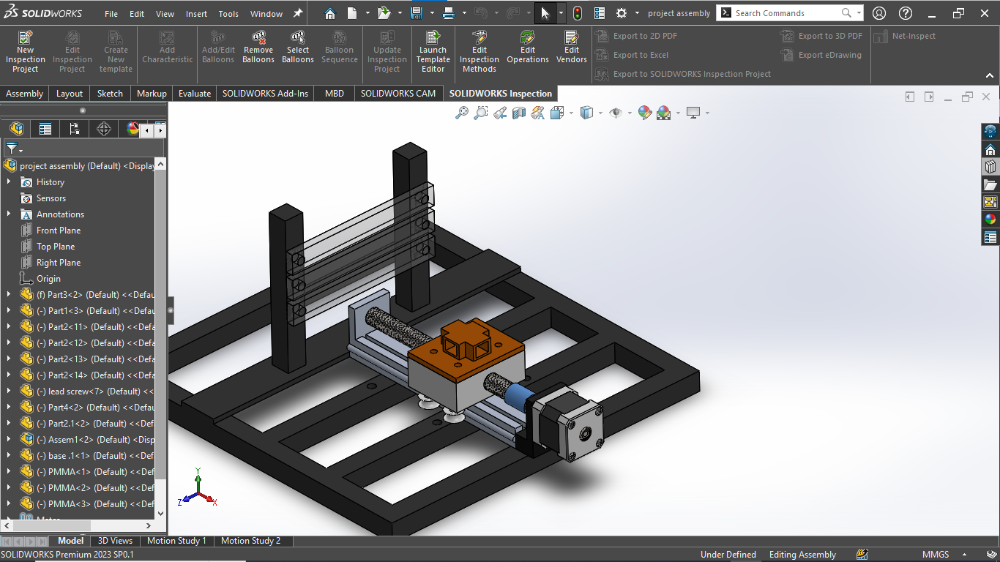 SOLIDWORKS File Edit View Insert Tools Window project assembly Search Commands
New Inspection Project
Edit Inspection Project
Create New template
Add Characteristic
Add/Edit Balloons
Remove Balloons
Select Balloons
Balloon Sequence
Update Inspection Project
Launch Template Editor
Edit Inspection Methods
Edit Operations
Edit Vendors
Export to 2D PDF
Export to Excel
Export to SOLIDWORKS Inspection Project
Export to 3D PDF
Export eDrawing
Net-Inspect
Assembly Layout Sketch Markup Evaluate SOLIDWORKS Add-Ins MBD SOLIDWORKS CAM SOLIDWORKS Inspection
project assembly (Default) <Display
History
Sensors
A Annotations
Front Plane
Top Plane
Right Plane
Origin
(f) Part3<2> (Default) <<Defau
(-) Part1<3> (Default) <<Defau
(-) Part2<11> (Default) <<Defa
(-) Part2<12> (Default) <<Defa
(-) Part2<13> (Default) <<Defa
(-) Part2<14> (Default) <<Defa
(-) lead screw<7> (Default) <<
(-) Part4<2> (Default) <<Defau
(-) Part2.1<2> (Default) <<Defa
(-) Assem1<2> (Default) <Disp
(-) base .1<1> (Default) <<Def
(-) PMMA<1> (Default) <<Def
(-) PMMA<2> (Default) <<Def
(-) PMMA<3> (Default) <<Def
Y
Z X
Model 3D Views Motion Study 1 Motion Study 2
SOLIDWORKS Premium 2023 SP0.1 Under Defined Editing Assembly MMGS